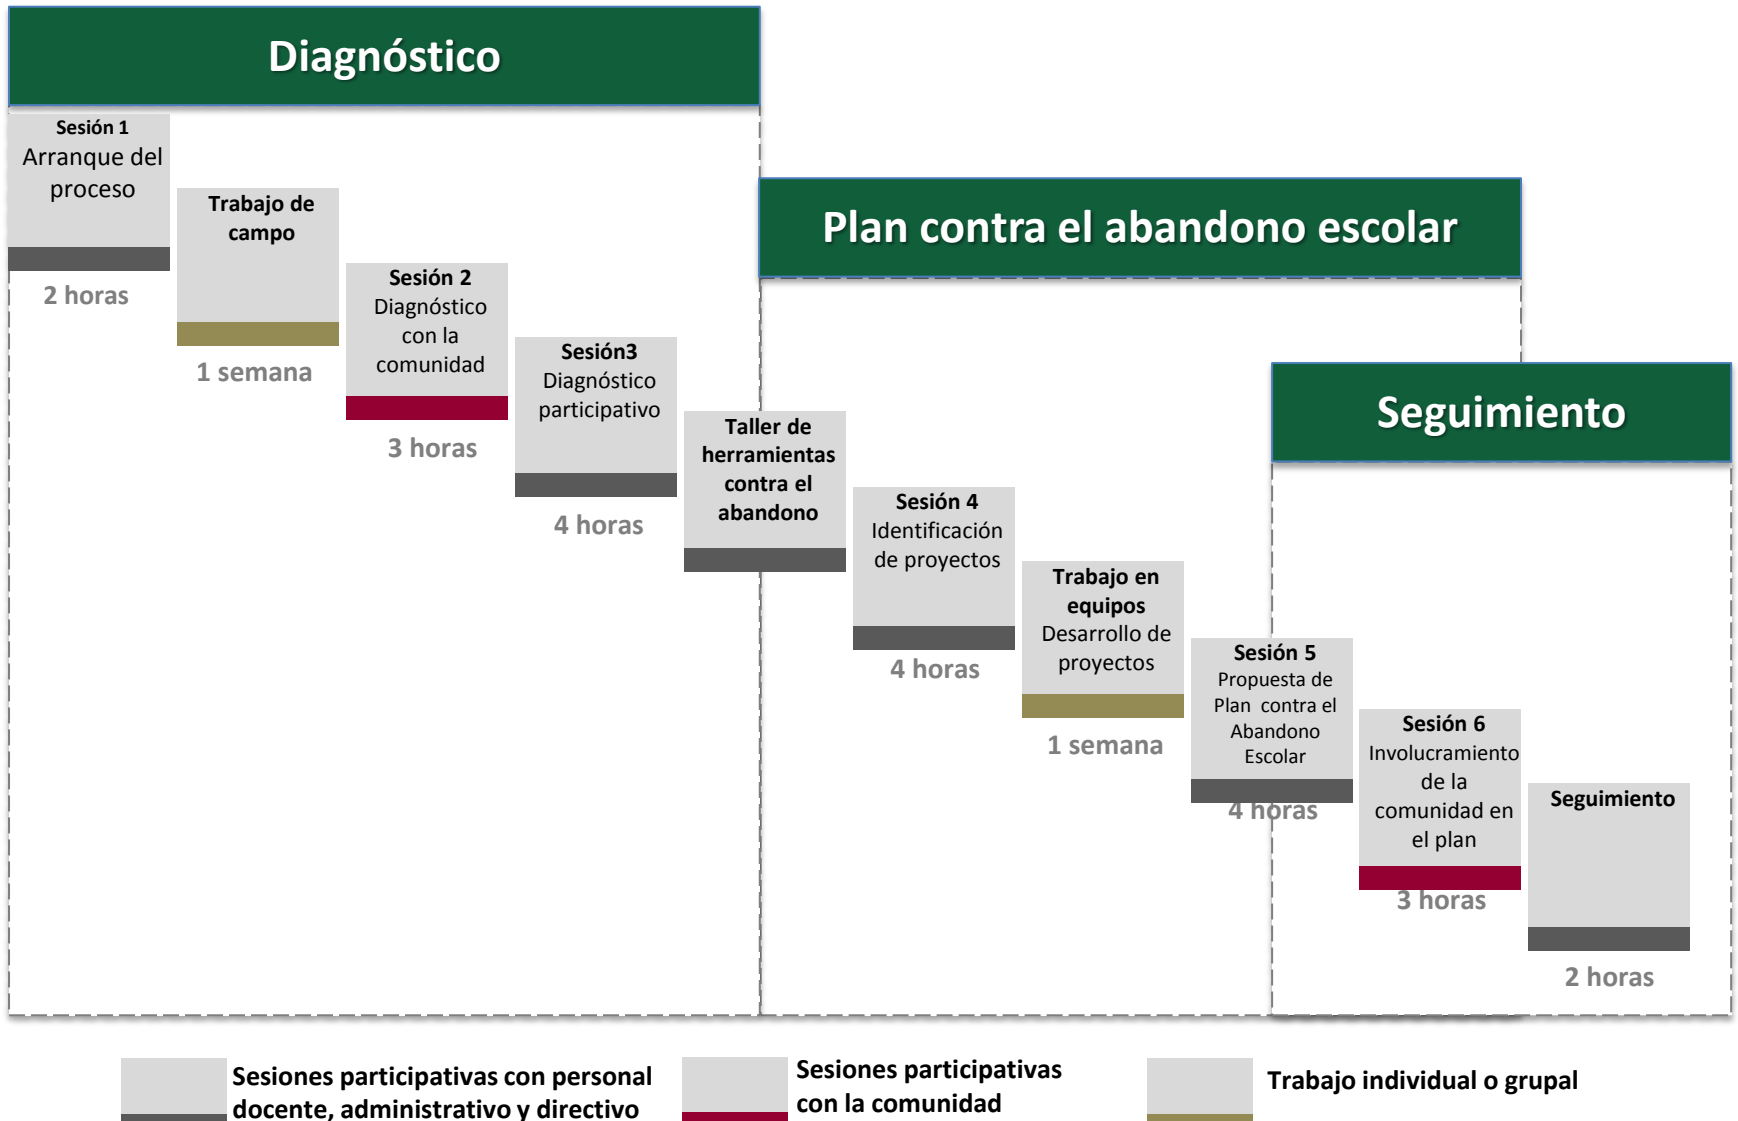 Diagnóstico
Sesión 1
Arranque del
proceso
2 horas
Trabajo de
campo
1 semana
Sesión 2
Diagnóstico
con la
comunidad
3 horas
Sesión3
Diagnóstico
participativo
4 horas
Taller de
herramientas
contra el
abandono
Plan contra el abandono escolar
Sesión 4
Identificación
de proyectos
4 horas
Trabajo en
equipos
Desarrollo de
proyectos
1 semana
Sesión 5
Propuesta de
Plan contra el
Abandono
Escolar
4 horas
Seguimiento
Sesión 6
Involucramiento
de la
comunidad en
el plan
3 horas
Seguimiento
2 horas
Sesiones participativas con personal
docente, administrativo y directivo
Sesiones participativas
con la comunidad
Trabajo individual o grupal